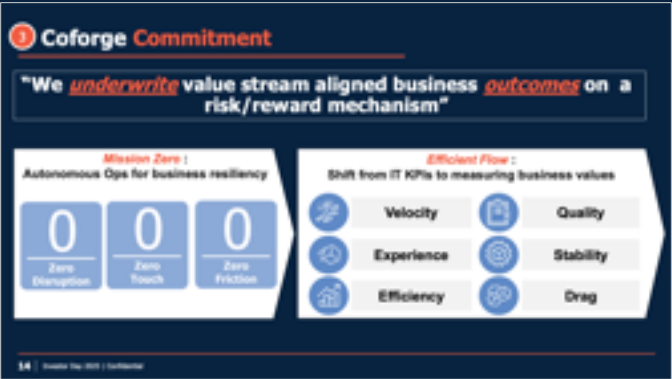 3 Coforge Commitment
"We underwrite value stream aligned business outcomes on a
risk/reward mechanism"
Mission Zero :
Autonomous Ops for business resiliency
0 0 0
Zero Disruption
Zero Touch
Zero Friction
Efficient Flow :
Shift from IT KPIs to measuring business values
Velocity
Quality
Experience
Stability
Efficiency
Drag
14 Investor Day 2025 | Confidential